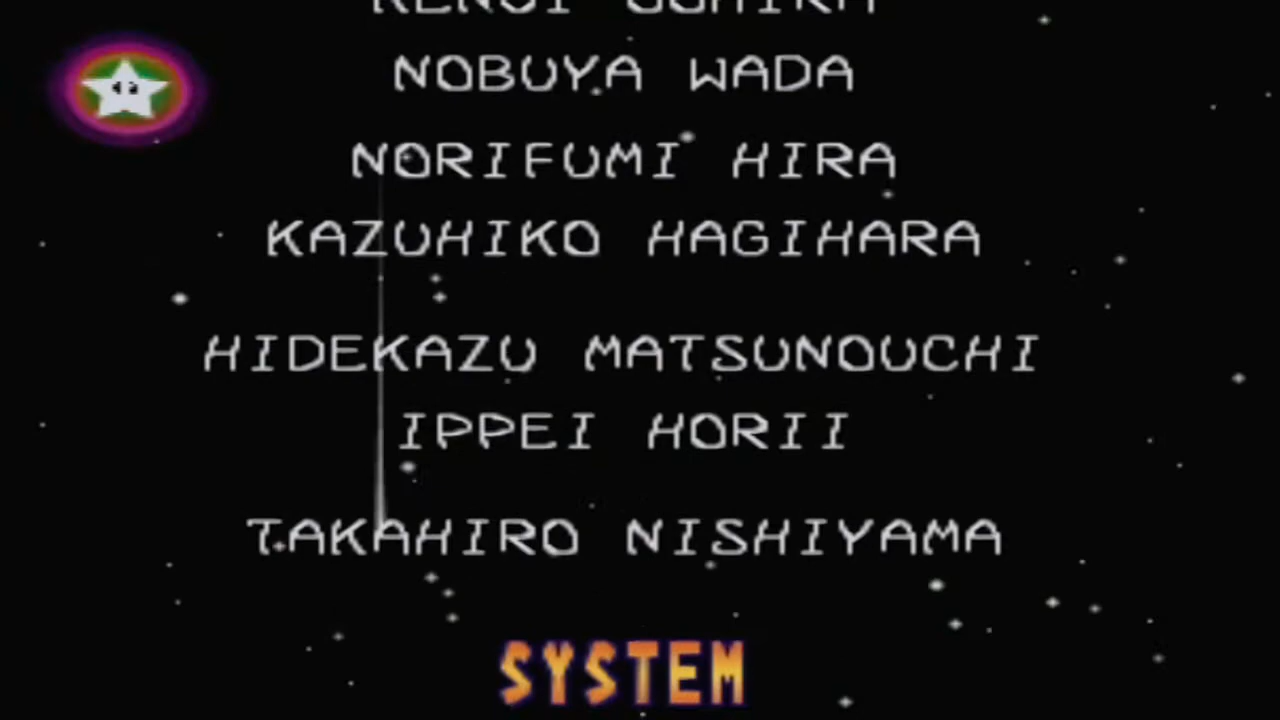 NOBUYA WADA
NORIFUMI HIRA
KAZUHIKO HAGIHARA
HIDEKAZU MATSUNOUCHI
IPPEI HORII
TAKAHIRO NISHIYAMA
SYSTEM